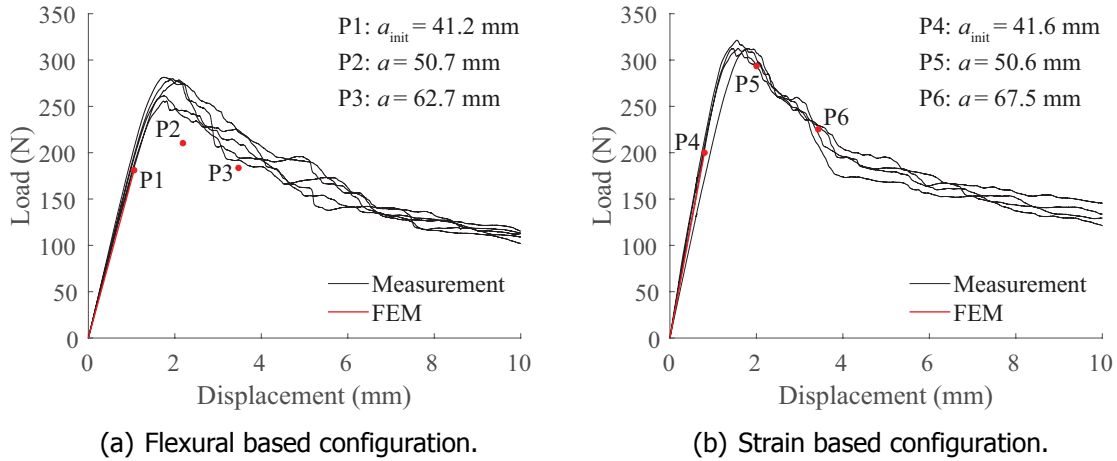 350
300
250
200
150
100
50
0
Load (N)
0 2 4 6 8 10
Displacement (mm)
P1: a_init = 41.2 mm
P2: a = 50.7 mm
P3: a = 62.7 mm
P1
P2
P3
Measurement
FEM
(a) Flexural based configuration.
350
300
250
200
150
100
50
0
Load (N)
0 2 4 6 8 10
Displacement (mm)
P4: a_init = 41.6 mm
P5: a = 50.6 mm
P6: a = 67.5 mm
P4
P5
P6
Measurement
FEM
(b) Strain based configuration.